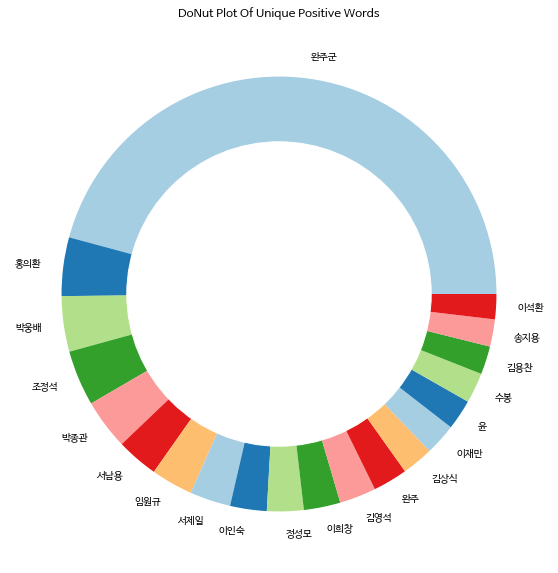 DoNut Plot Of Unique Positive Words
완주군
홍의환
박웅배
조정석
박종관
서남용
임원규
서제일
이인숙
정성모
이희창
김영석
완주
김상식
이재만
윤
수봉
김용찬
송지용
이석환